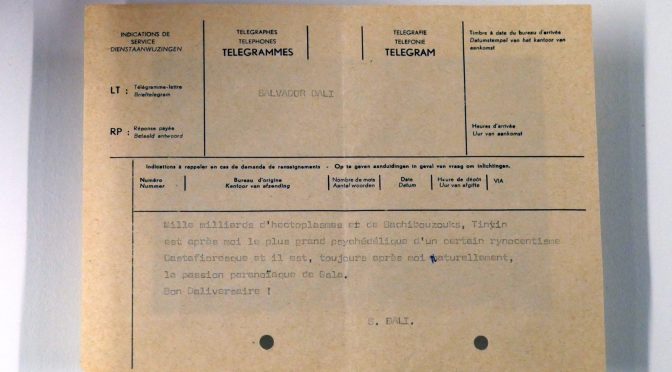 INDICATIONS DE
SERVICE
DIENSTAANWIJZINGEN
TELEGRAPHES
TELEPHONES
TELEGRAMMES
TELEGRAFIE
TELEFONIE
TELEGRAM
Timbre à date du bureau d'arrivée
Datumstempel van het kantoor van
aankomst
LT : Télégramme-lettre
Brieftelegram
SALVADOR DALI
RP : Réponse payée
Betaald antwoord
Heures d'arrivée
Uur van aankomst
Indications à rappeler en cas de demande de renseignements - Op te geven aanduidingen in geval van vraag om inlichtingen.
Numéro
Nummer
Bureau d'origine
Kantoor van afzending
Nombre de mots
Aantal woorden
Date
Datum
Heure de dépôt
Uur van afgifte
VIA
Mille milliards d'hectoplasmes et de Bachibouzouks, Tintin
est après moi le plus grand psychédélique d'un certain rynocentisme
Castafioresque et il est, toujours après moi naturellement,
la passion paranoïaque de Gala.
Bon Daliversaire !
S. DALI.